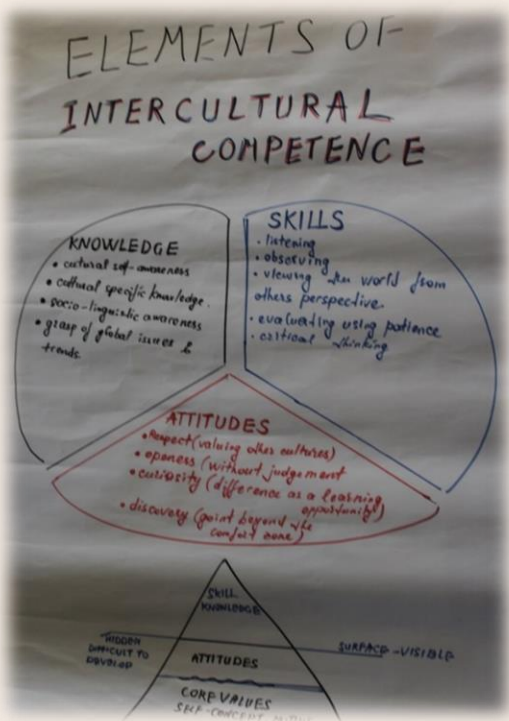 ELEMENTS OF
INTERCULTURAL
COMPETENCE
KNOWLEDGE
• cultural self-awareness
• cultural specific knowledge.
• socio-linguistic awareness
• grasp of global issues &
trends.
SKILLS
• listening
• observing
• viewing the world from
others perspective.
• evaluating using patience
• critical thinking
ATTITUDES
• Respect (valuing other cultures)
• openess (without judgement
• curiosity (difference as a learning
opportunity)
• discovery (point beyond the
comfort zone)
SKILL
KNOWLEDGE
HIDDEN
DIFFICULT TO
DEVELOP
SURFACE-VISIBLE
ATTITUDES
CORE VALUES
SELF-CONCEPT